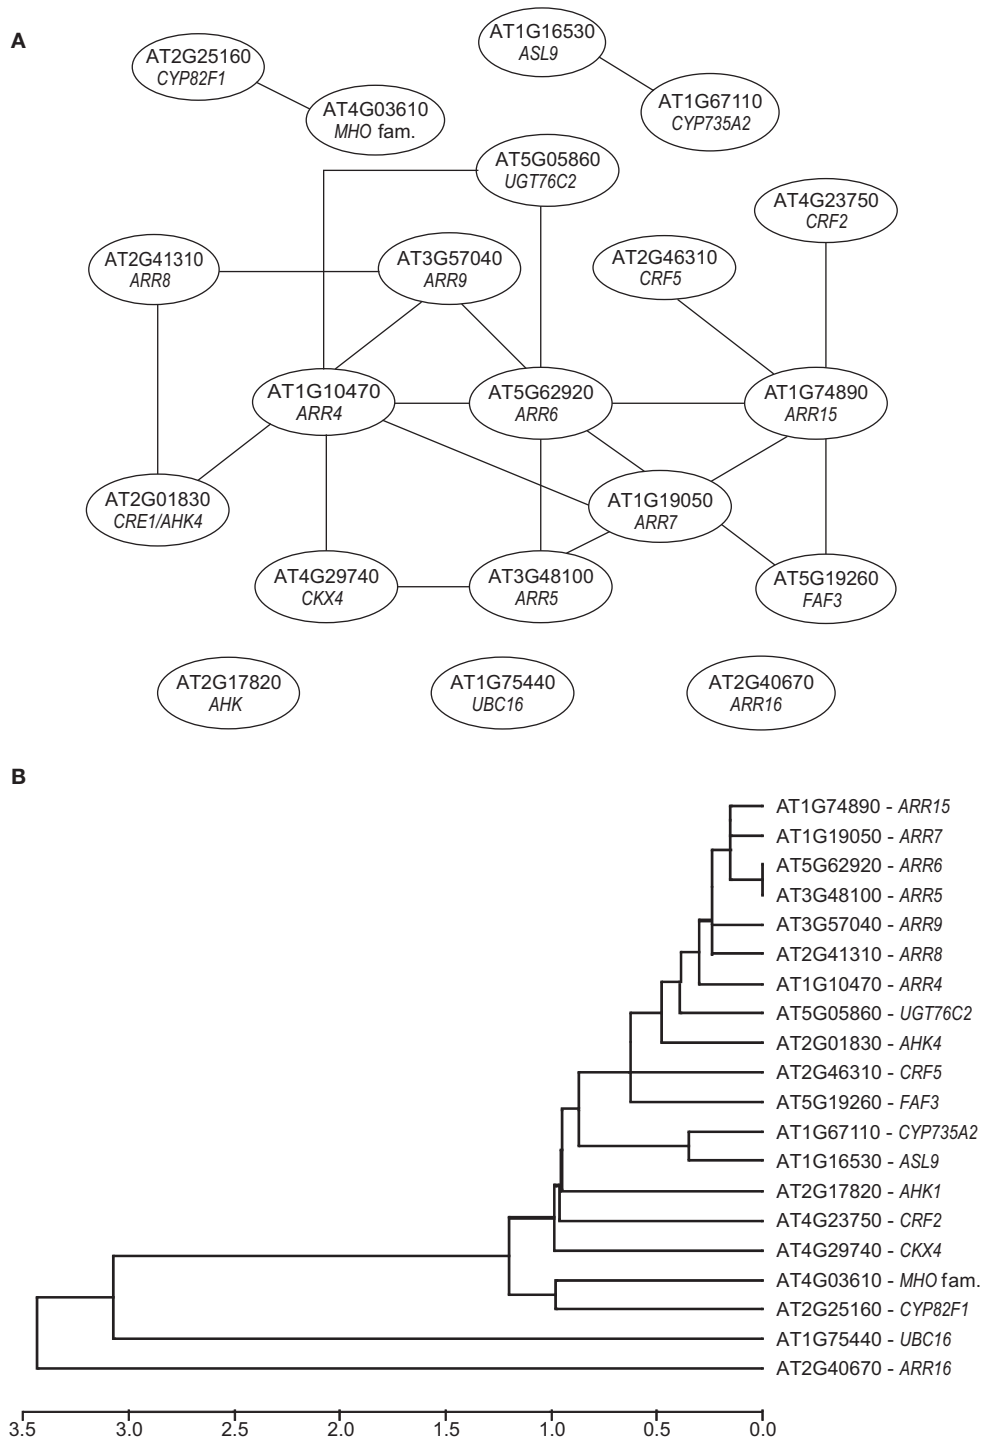 A
AT2G25160
CYP82F1
AT4G03610
MHO fam.
AT1G16530
ASL9
AT1G67110
CYP735A2
AT5G05860
UGT76C2
AT4G23750
CRF2
AT2G41310
ARR8
AT3G57040
ARR9
AT2G46310
CRF5
AT1G10470
ARR4
AT5G62920
ARR6
AT1G74890
ARR15
AT2G01830
CRE1/AHK4
AT1G19050
ARR7
AT4G29740
CKX4
AT3G48100
ARR5
AT5G19260
FAF3
AT2G17820
AHK
AT1G75440
UBC16
AT2G40670
ARR16
B
AT1G74890 - ARR15
AT1G19050 - ARR7
AT5G62920 - ARR6
AT3G48100 - ARR5
AT3G57040 - ARR9
AT2G41310 - ARR8
AT1G10470 - ARR4
AT5G05860 - UGT76C2
AT2G01830 - AHK4
AT2G46310 - CRF5
AT5G19260 - FAF3
AT1G67110 - CYP735A2
AT1G16530 - ASL9
AT2G17820 - AHK1
AT4G23750 - CRF2
AT4G29740 - CKX4
AT4G03610 - MHO fam.
AT2G25160 - CYP82F1
AT1G75440 - UBC16
AT2G40670 - ARR16
3.5 3.0 2.5 2.0 1.5 1.0 0.5 0.0